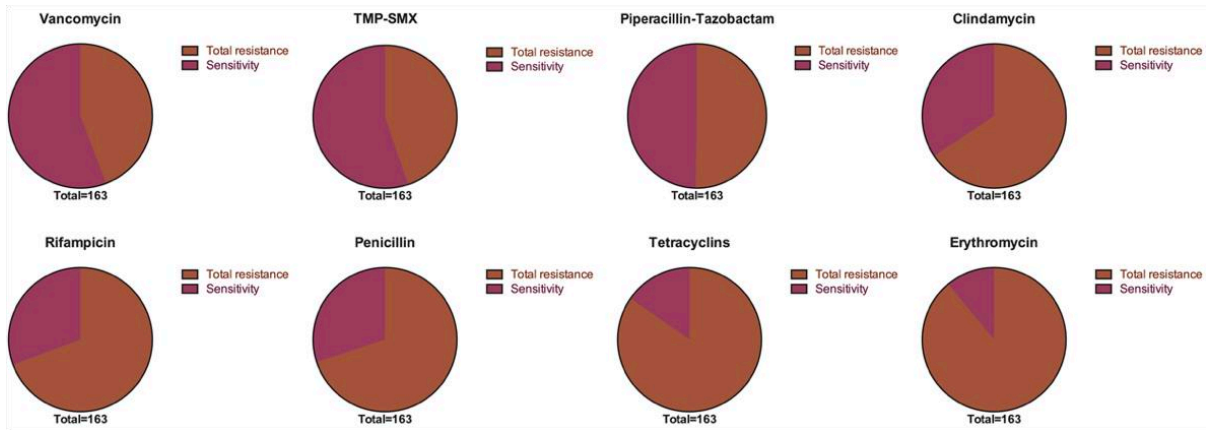 Vancomycin
Total resistance
Sensitivity
Total=163
TMP-SMX
Total resistance
Sensitivity
Total=163
Piperacillin-Tazobactam
Total resistance
Sensitivity
Total=163
Clindamycin
Total resistance
Sensitivity
Total=163
Rifampicin
Total resistance
Sensitivity
Total=163
Penicillin
Total resistance
Sensitivity
Total=163
Tetracyclins
Total resistance
Sensitivity
Total=163
Erythromycin
Total resistance
Sensitivity
Total=163